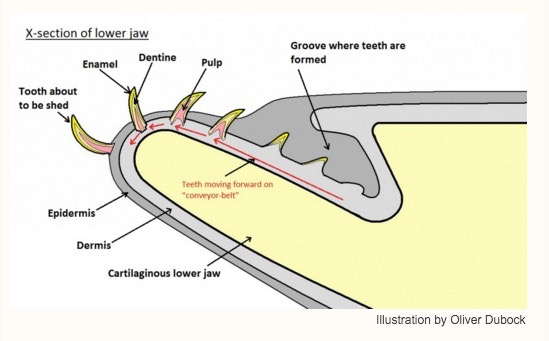 X-section of lower jaw
Groove where teeth are
formed
Dentine
Enamel
Pulp
Tooth about
to be shed
Teeth moving forward on
"conveyor-belt"
Epidermis
Dermis
Cartilaginous lower jaw
Illustration by Oliver Dubock